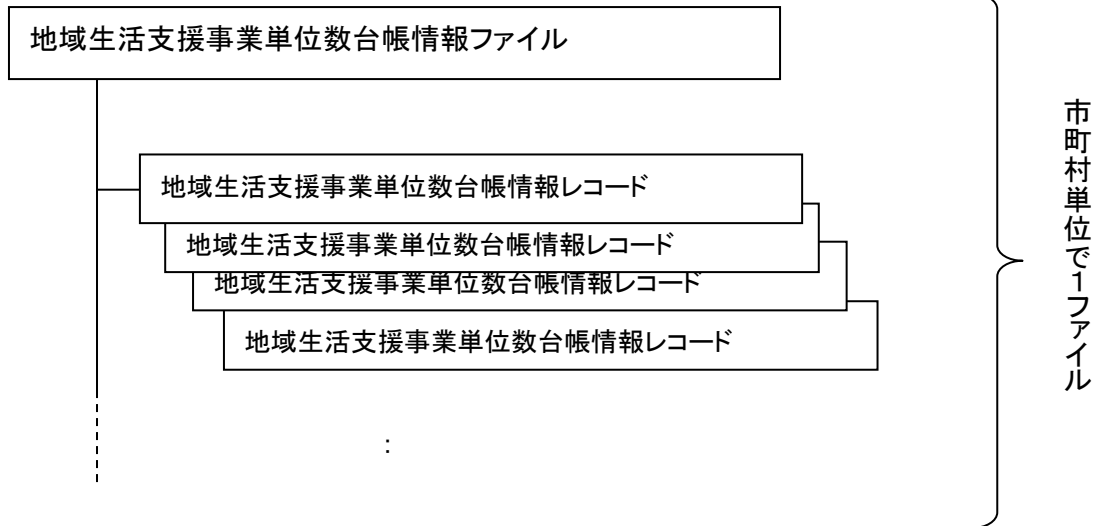 地域生活支援事業単位数台帳情報ファイル
地域生活支援事業単位数台帳情報レコード
地域生活支援事業単位数台帳情報レコード
地域生活支援事業単位数台帳情報レコード
地域生活支援事業単位数台帳情報レコード
:
市町村単位で1ファイル